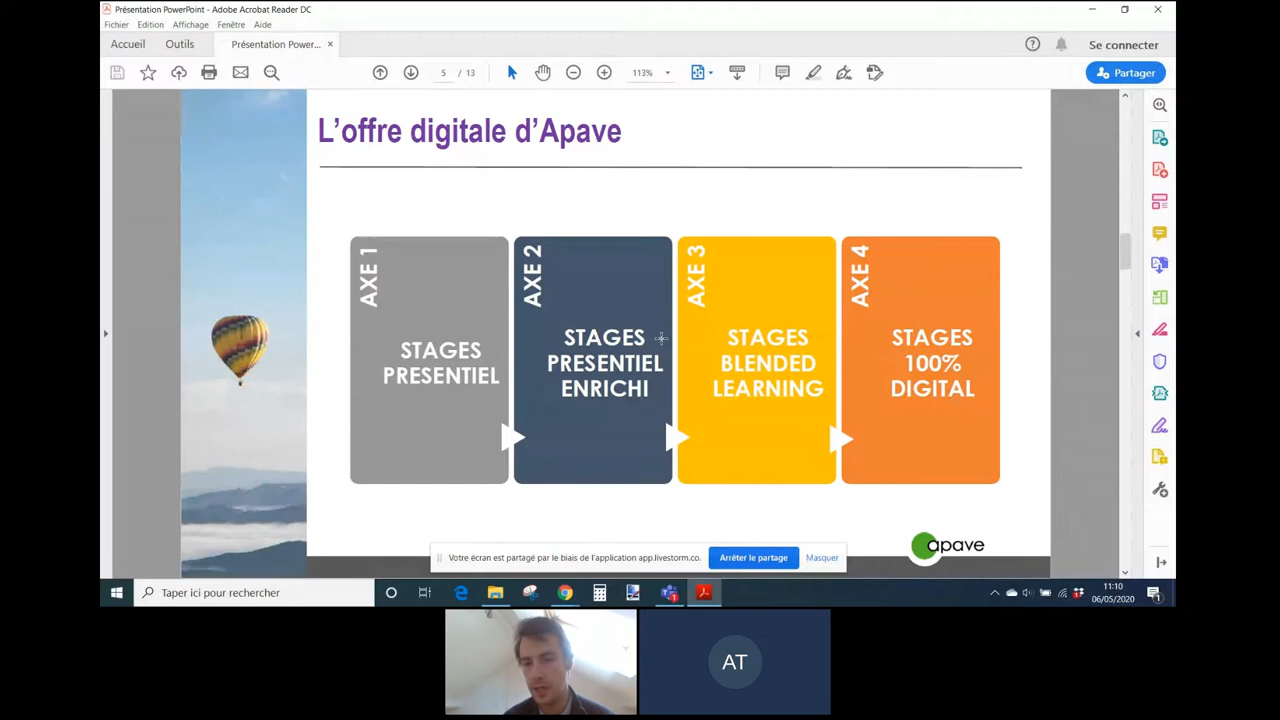 Présentation PowerPoint - Adobe Acrobat Reader DC
Fichier Edition Affichage Fenêtre Aide
Accueil Outils Présentation Power... × ? Se connecter
5 / 13 113% Partager
L'offre digitale d'Apave
AXE 1
STAGES
PRESENTIEL
AXE 2
STAGES
PRESENTIEL
ENRICHI
AXE 3
STAGES
BLENDED
LEARNING
AXE 4
STAGES
100%
DIGITAL
apave
Votre écran est partagé par le biais de l'application app.livestorm.co. Arrêter le partage Masquer
Taper ici pour rechercher
11:10
06/05/2020
AT